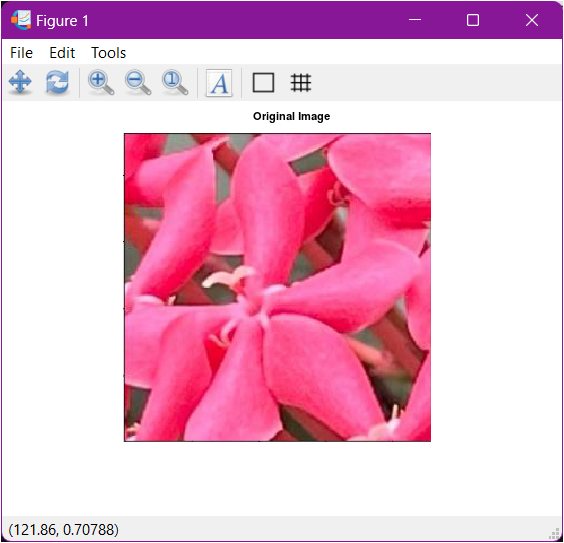 Figure 1
File Edit Tools
A
Original Image
(121.86, 0.70788)